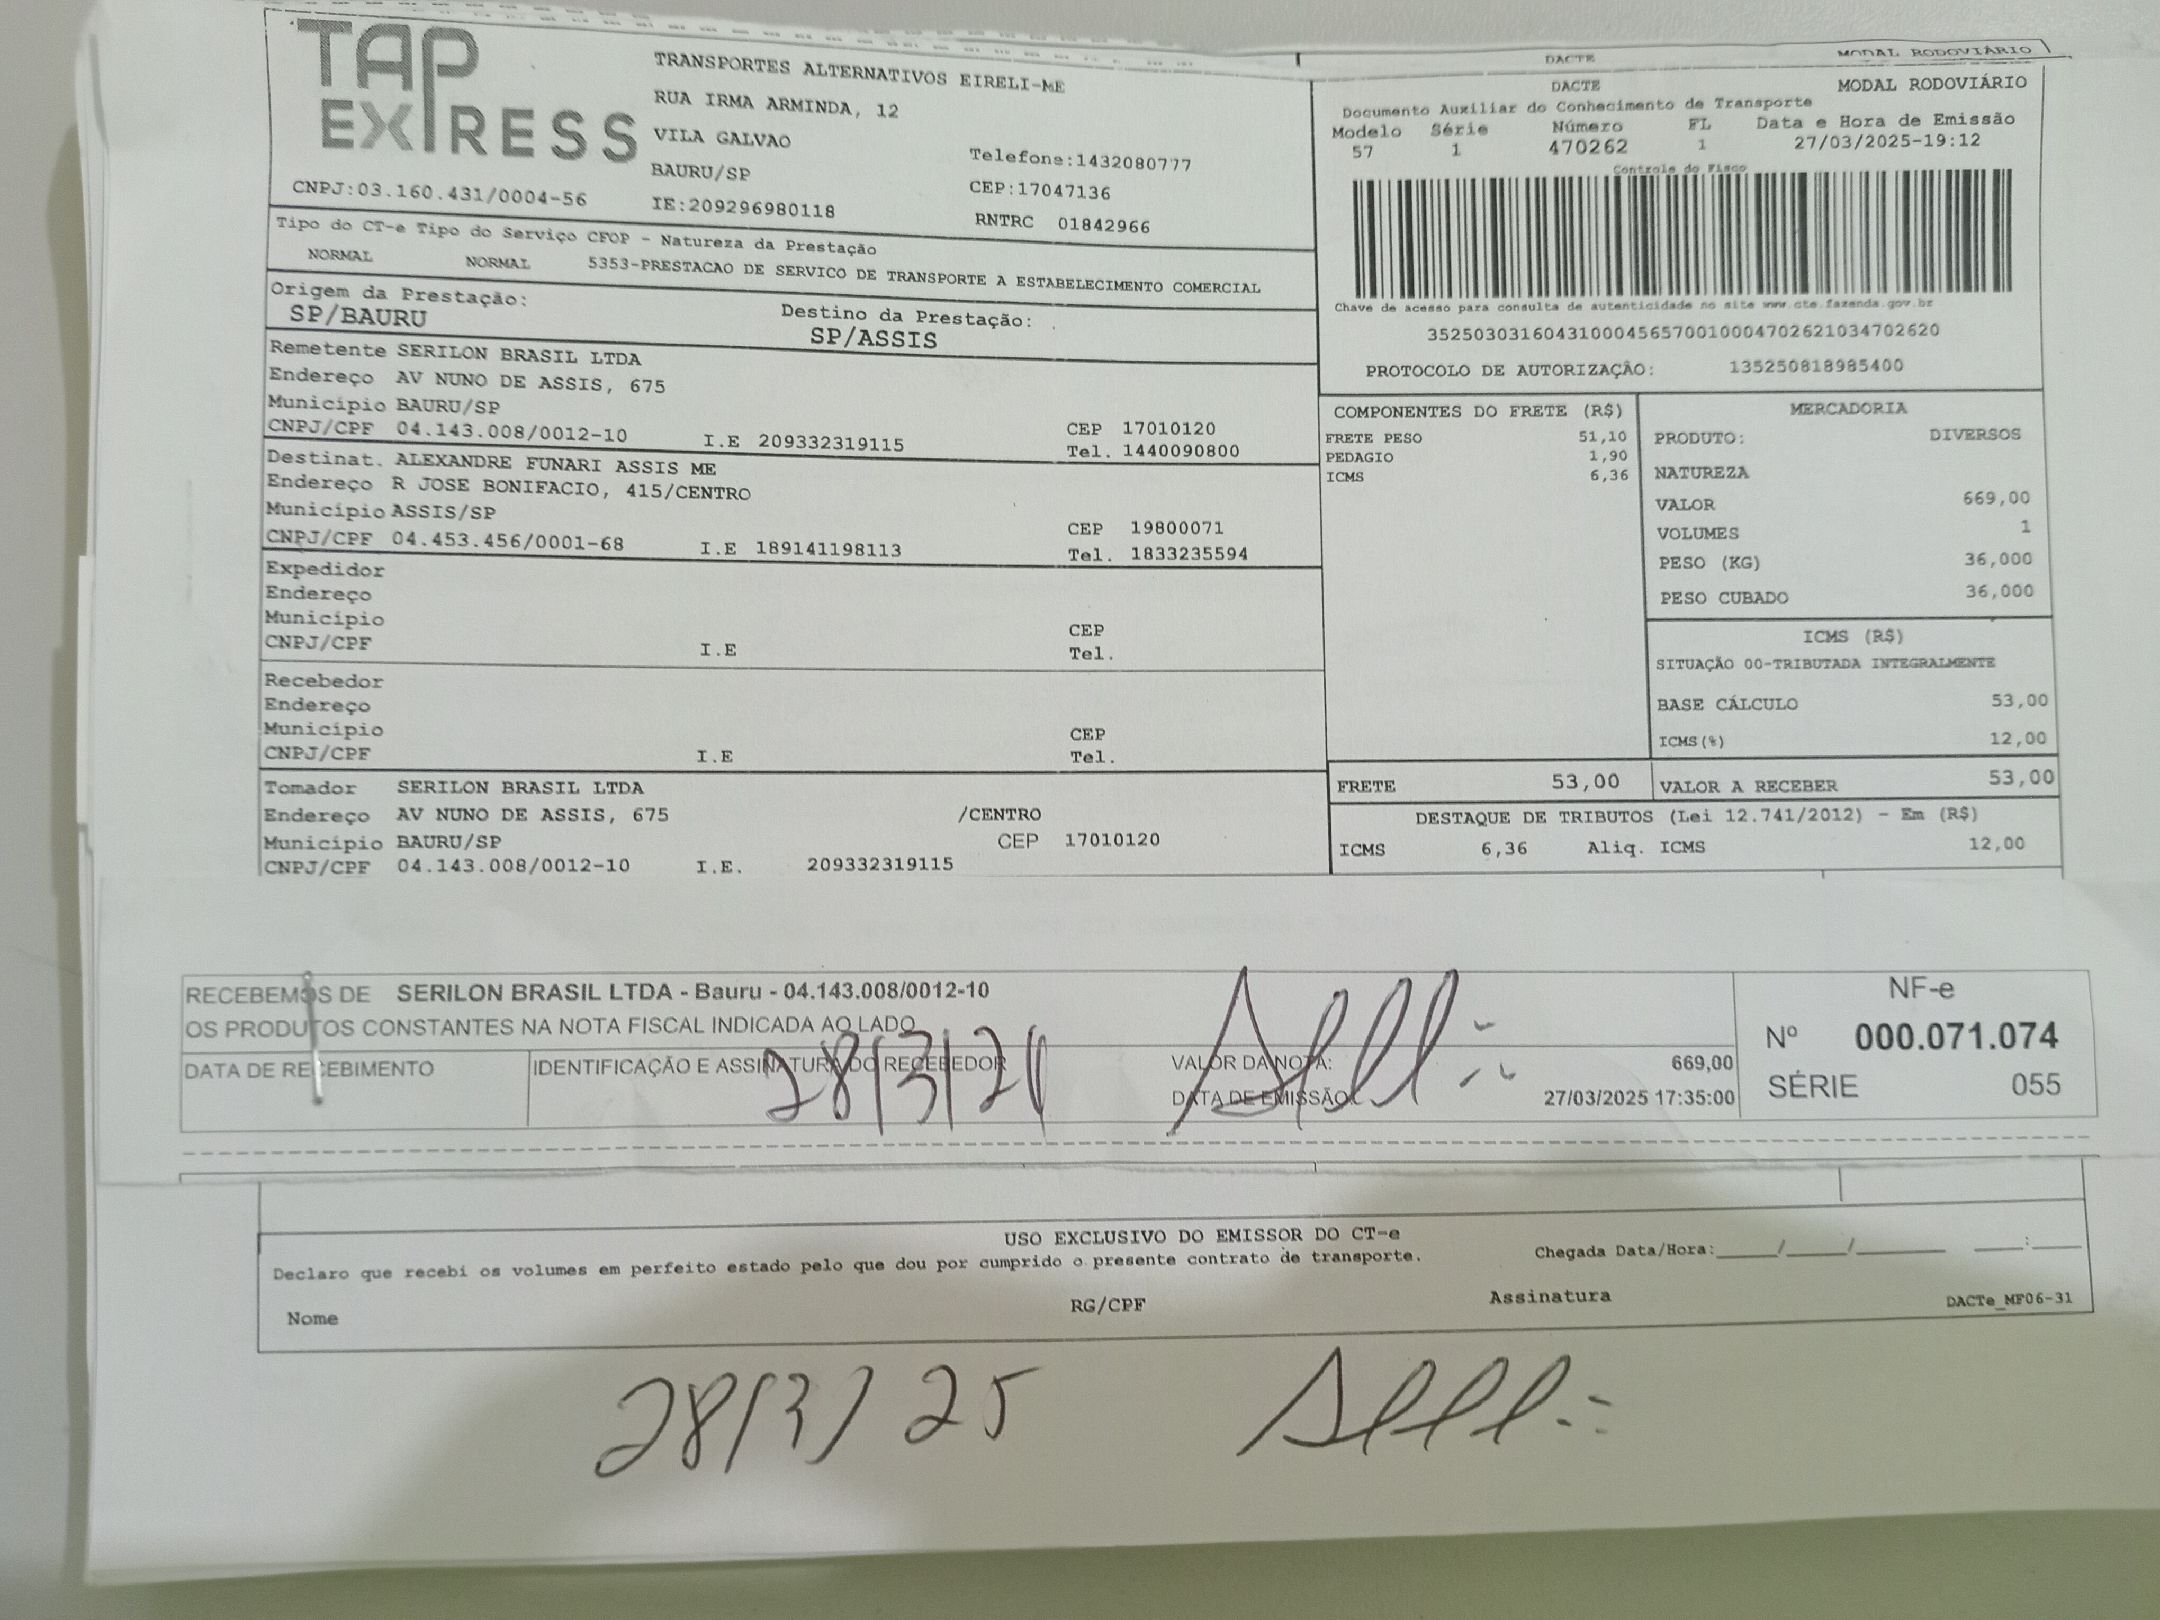 TAP EXPRESS
TRANSPORTES ALTERNATIVOS EIRELI-ME
RUA IRMA ARMINDA, 12
VILA GALVAO
BAURU/SP
Telefone:1432080777
CEP:17047136
CNPJ:03.160.431/0004-56
IE:209296980118
RNTRC 01842966
DACTE MODAL RODOVIÁRIO
DACTE MODAL RODOVIÁRIO
Documento Auxiliar do Conhecimento de Transporte
Modelo Série Número FL Data e Hora de Emissão
57 1 470262 1 27/03/2025-19:12
Controle do Fisco
Chave de acesso para consulta de autenticidade no site www.cte.fazenda.gov.br
35250303160431000456570010004702621034702620
PROTOCOLO DE AUTORIZAÇÃO: 135250818985400
Tipo do CT-e Tipo do Serviço CFOP - Natureza da Prestação
NORMAL NORMAL 5353-PRESTACAO DE SERVICO DE TRANSPORTE A ESTABELECIMENTO COMERCIAL
Origem da Prestação: Destino da Prestação:
SP/BAURU SP/ASSIS
Remetente SERILON BRASIL LTDA
Endereço AV NUNO DE ASSIS, 675
Município BAURU/SP CEP 17010120
CNPJ/CPF 04.143.008/0012-10 I.E 209332319115 Tel. 1440090800
Destinat. ALEXANDRE FUNARI ASSIS ME
Endereço R JOSE BONIFACIO, 415/CENTRO
Município ASSIS/SP CEP 19800071
CNPJ/CPF 04.453.456/0001-68 I.E 189141198113 Tel. 1833235594
Expedidor
Endereço
Município CEP
CNPJ/CPF I.E Tel.
Recebedor
Endereço
Município CEP
CNPJ/CPF I.E Tel.
Tomador SERILON BRASIL LTDA
Endereço AV NUNO DE ASSIS, 675 /CENTRO
Município BAURU/SP CEP 17010120
CNPJ/CPF 04.143.008/0012-10 I.E. 209332319115
COMPONENTES DO FRETE (R$)
FRETE PESO 51,10
PEDAGIO 1,90
ICMS 6,36
MERCADORIA
PRODUTO: DIVERSOS
NATUREZA
VALOR 669,00
VOLUMES 1
PESO (KG) 36,000
PESO CUBADO 36,000
ICMS (R$)
SITUAÇÃO 00-TRIBUTADA INTEGRALMENTE
BASE CÁLCULO 53,00
ICMS(%) 12,00
FRETE 53,00 VALOR A RECEBER 53,00
DESTAQUE DE TRIBUTOS (Lei 12.741/2012) - Em (R$)
ICMS 6,36 Aliq. ICMS 12,00
RECEBEMOS DE SERILON BRASIL LTDA - Bauru - 04.143.008/0012-10
OS PRODUTOS CONSTANTES NA NOTA FISCAL INDICADA AO LADO
DATA DE RECEBIMENTO IDENTIFICAÇÃO E ASSINATURA DO RECEBEDOR VALOR DA NOTA: 669,00
DATA DE EMISSÃO: 27/03/2025 17:35:00
NF-e
Nº 000.071.074
SÉRIE 055
USO EXCLUSIVO DO EMISSOR DO CT-e
Declaro que recebi os volumes em perfeito estado pelo que dou por cumprido o presente contrato de transporte. Chegada Data/Hora:_____/_____/________ ____:____
Nome RG/CPF Assinatura DACTe_MF06-31
28/3/25